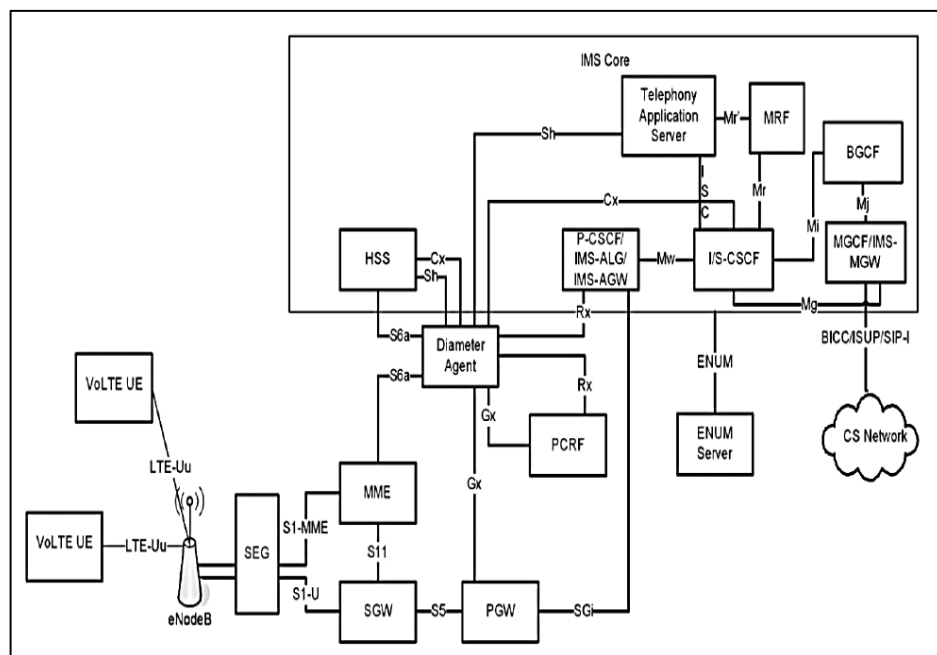 IMS Core
Telephony
Application
Server
Mr'
MRF
Sh
BGCF
I
S
C
Mr
Cx
Mi
Mj
HSS
Cx
Sh
P-CSCF/
IMS-ALG/
IMS-AGW
Mw
I/S-CSCF
MGCF/IMS-
MGW
Mg
Rx
S6a
Diameter
Agent
BICC/ISUP/SIP-I
ENUM
S6a
Rx
VoLTE UE
Gx
PCRF
ENUM
Server
CS Network
LTE-Uu
MME
Gx
S1-MME
VoLTE UE
LTE-Uu
SEG
S11
S1-U
eNodeB
SGW
S5
PGW
SGi